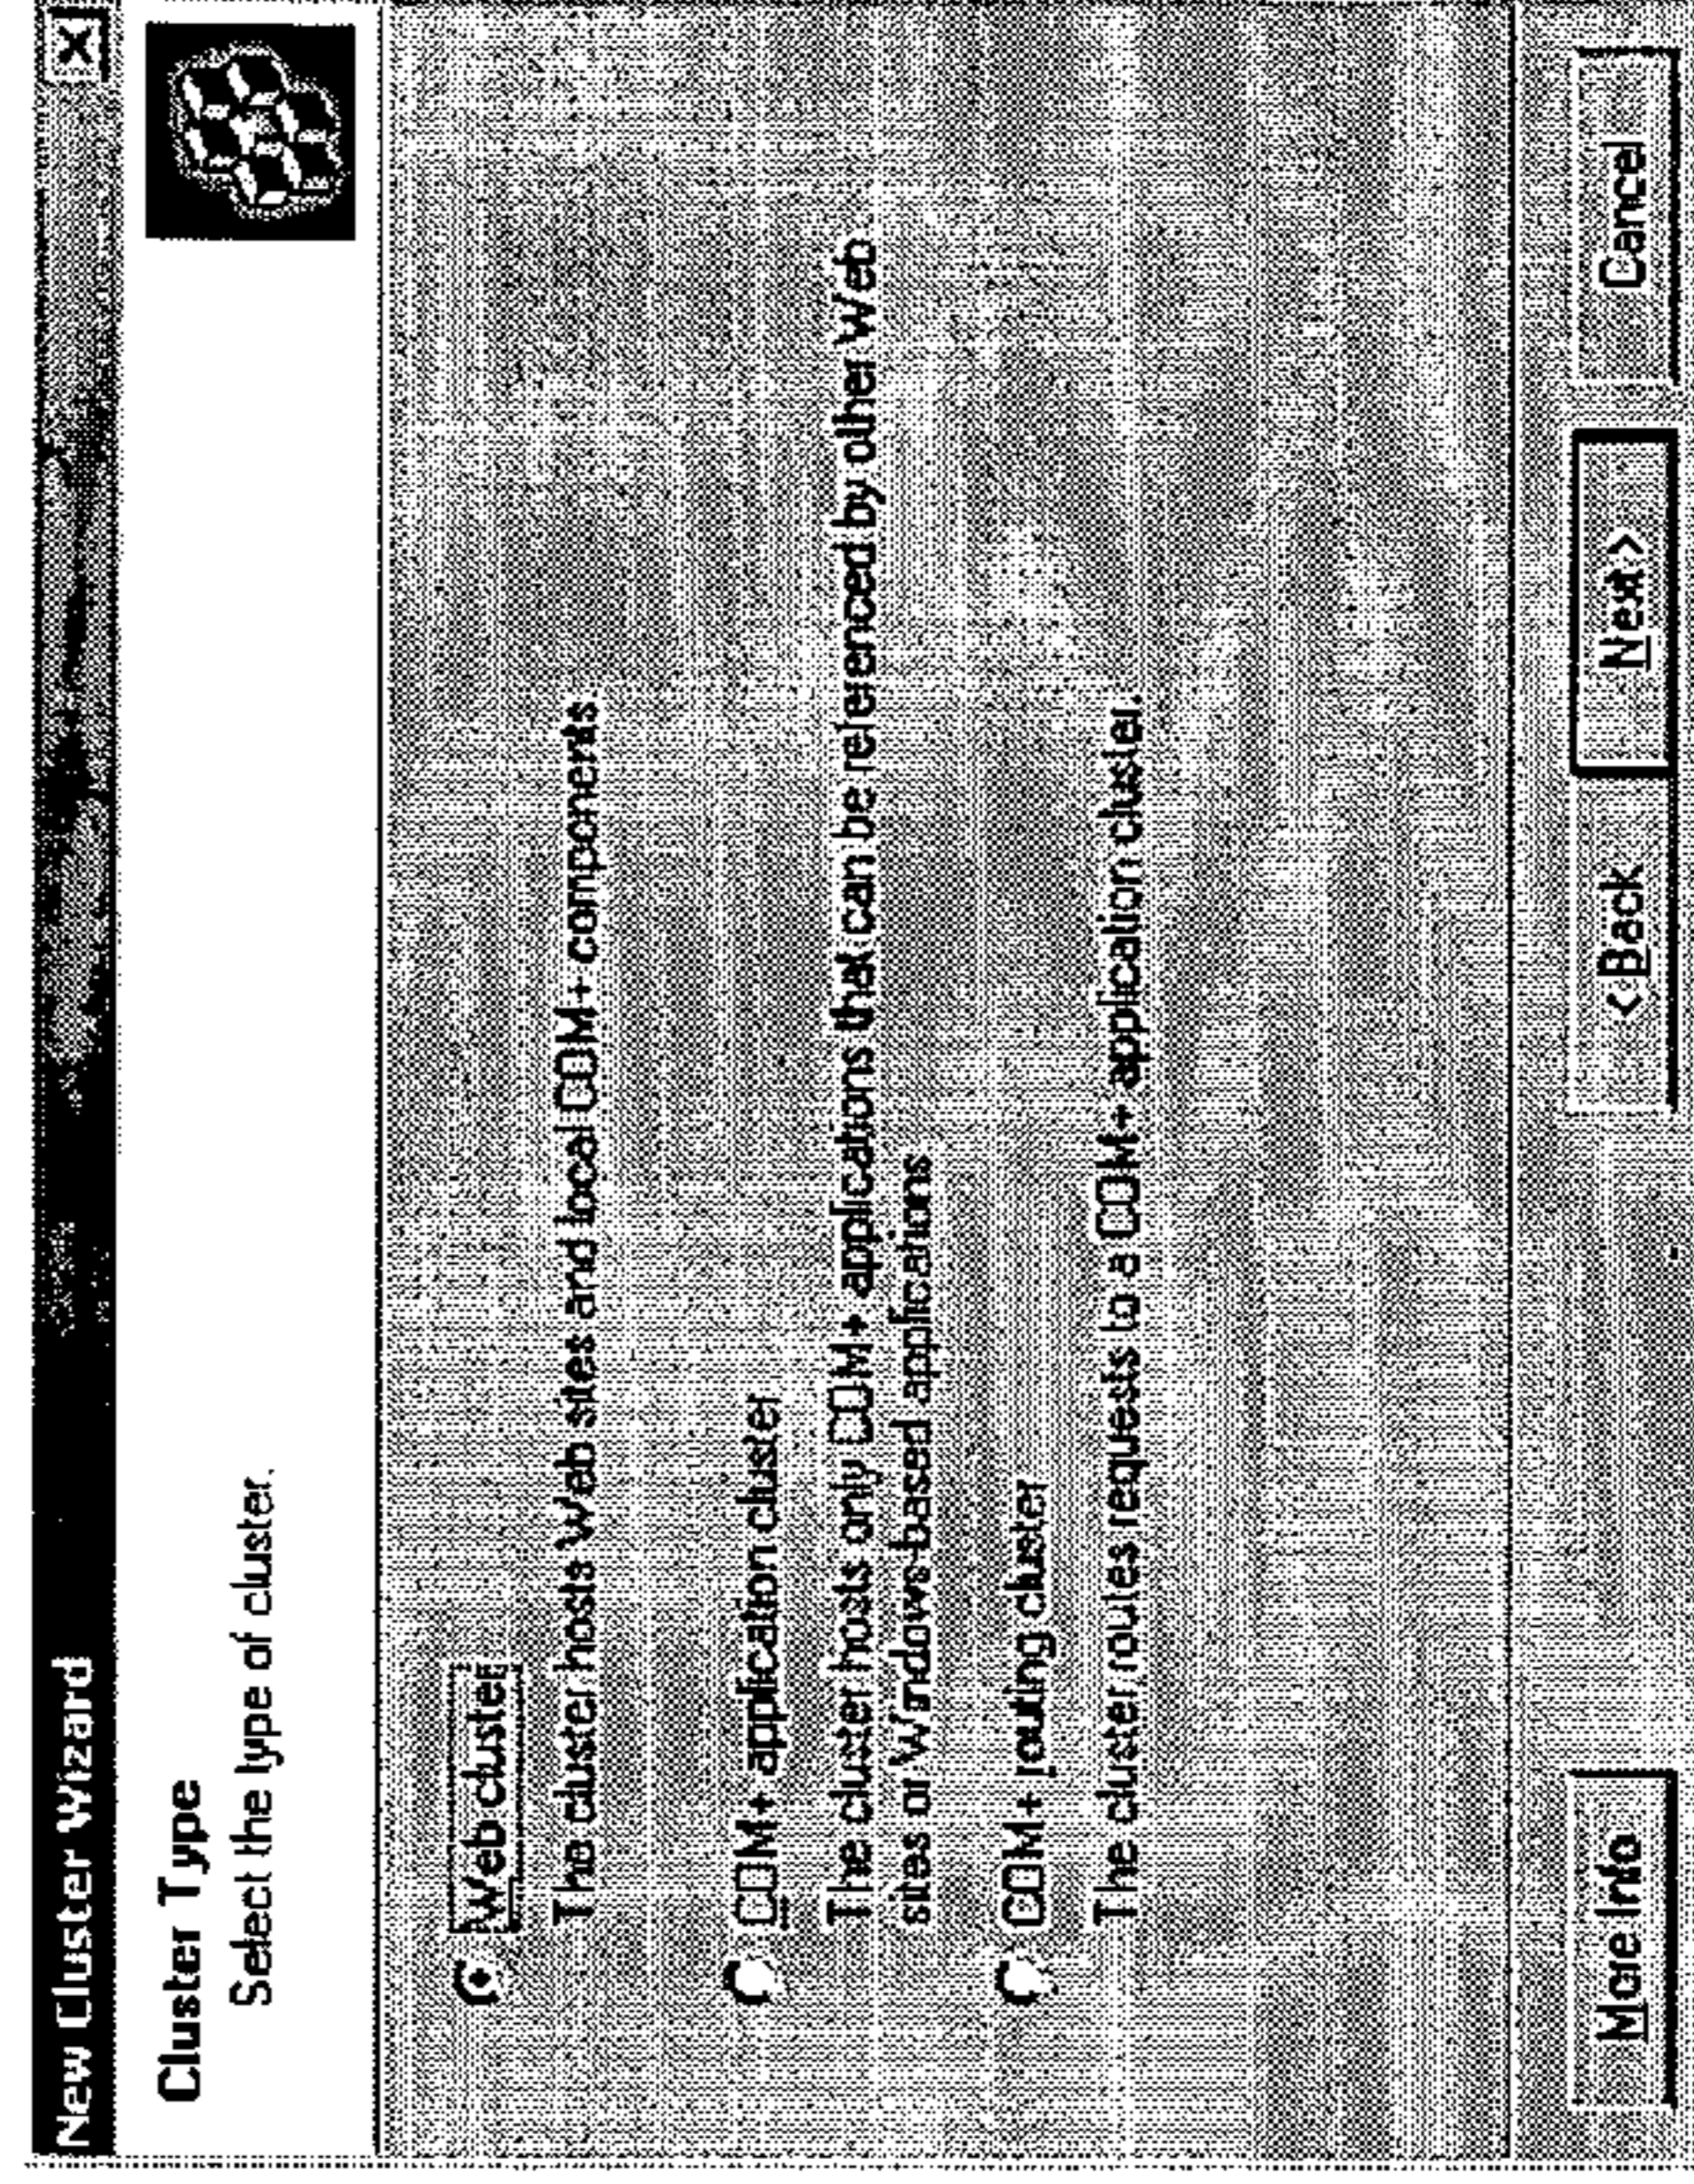 New Cluster Wizard
Cluster Type
Select the type of cluster.
Web cluster
The cluster hosts Web sites and local COM+ components.
COM+ application cluster
The cluster hosts only COM+ applications that can be referenced by other Web
sites or Windows-based applications
COM+ routing cluster
The cluster routes requests to a COM+ application cluster.
More Info
< Back
Next >
Cancel